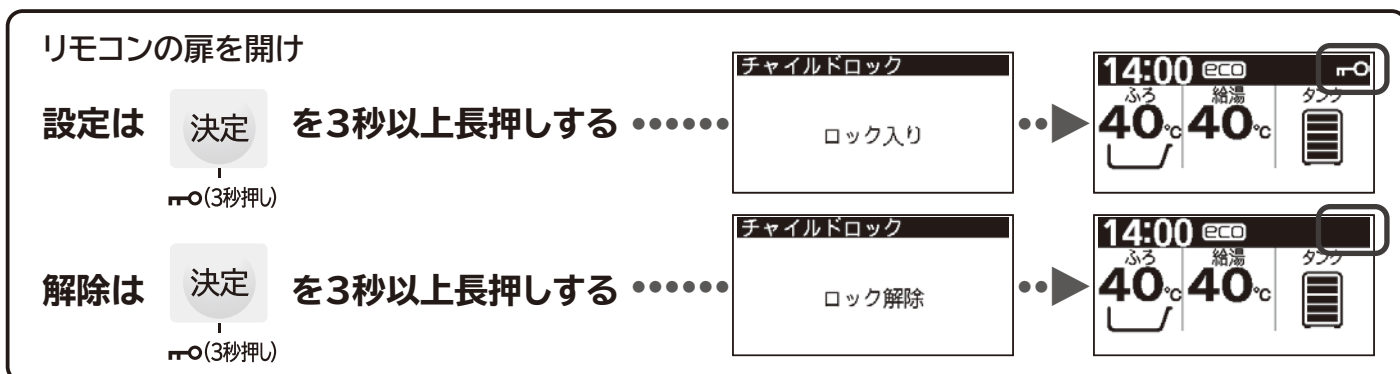 リモコンの扉を開け
設定は 決定 を3秒以上長押しする
(3秒押し)
チャイルドロック
ロック入り
14:00 eco
ふろ 給湯 タンク
40℃ 40℃
解除は 決定 を3秒以上長押しする
(3秒押し)
チャイルドロック
ロック解除
14:00 eco
ふろ 給湯 タンク
40℃ 40℃